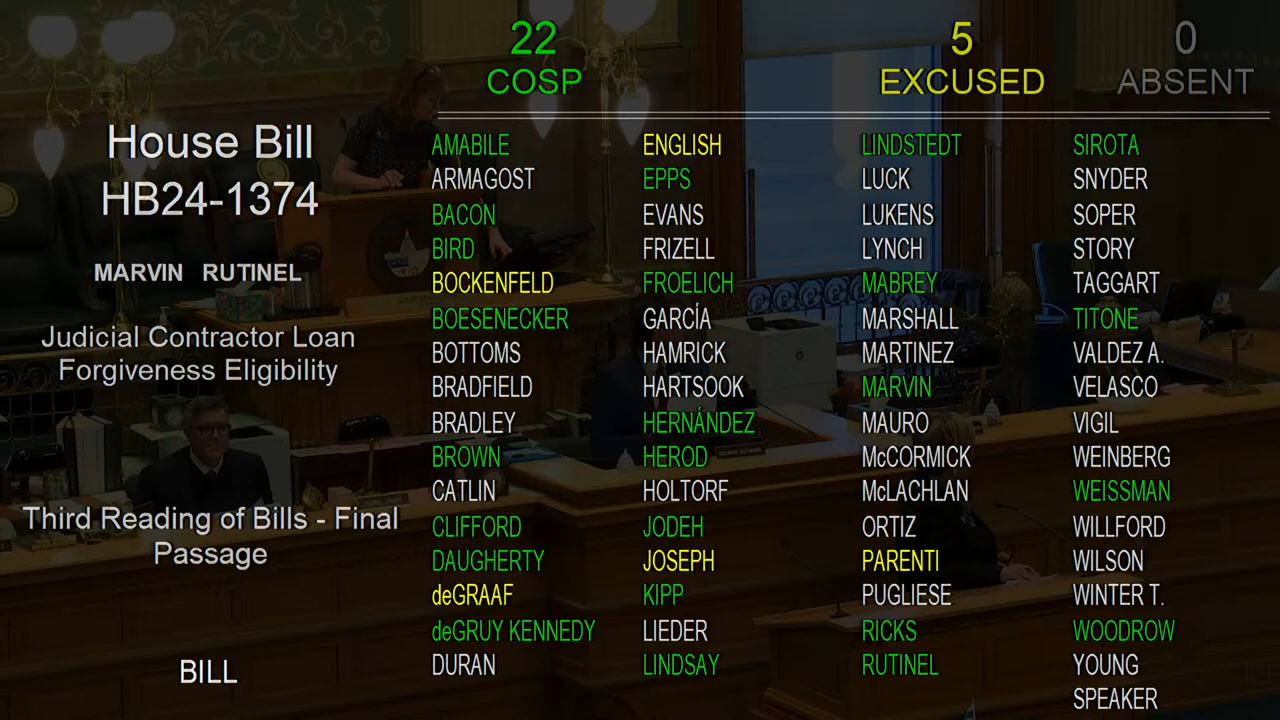 22
COSP
5
EXCUSED
0
ABSENT
House Bill
HB24-1374
MARVIN RUTINEL
Judicial Contractor Loan
Forgiveness Eligibility
Third Reading of Bills - Final
Passage
BILL
AMABILE
ARMAGOST
BACON
BIRD
BOCKENFELD
BOESENECKER
BOTTOMS
BRADFIELD
BRADLEY
BROWN
CATLIN
CLIFFORD
DAUGHERTY
deGRAAF
deGRUY KENNEDY
DURAN
ENGLISH
EPPS
EVANS
FRIZELL
FROELICH
GARCÍA
HAMRICK
HARTSOOK
HERNÁNDEZ
HEROD
HOLTORF
JODEH
JOSEPH
KIPP
LIEDER
LINDSAY
LINDSTEDT
LUCK
LUKENS
LYNCH
MABREY
MARSHALL
MARTINEZ
MARVIN
MAURO
McCORMICK
McLACHLAN
ORTIZ
PARENTI
PUGLIESE
RICKS
RUTINEL
SIROTA
SNYDER
SOPER
STORY
TAGGART
TITONE
VALDEZ A.
VELASCO
VIGIL
WEINBERG
WEISSMAN
WILLFORD
WILSON
WINTER T.
WOODROW
YOUNG
SPEAKER